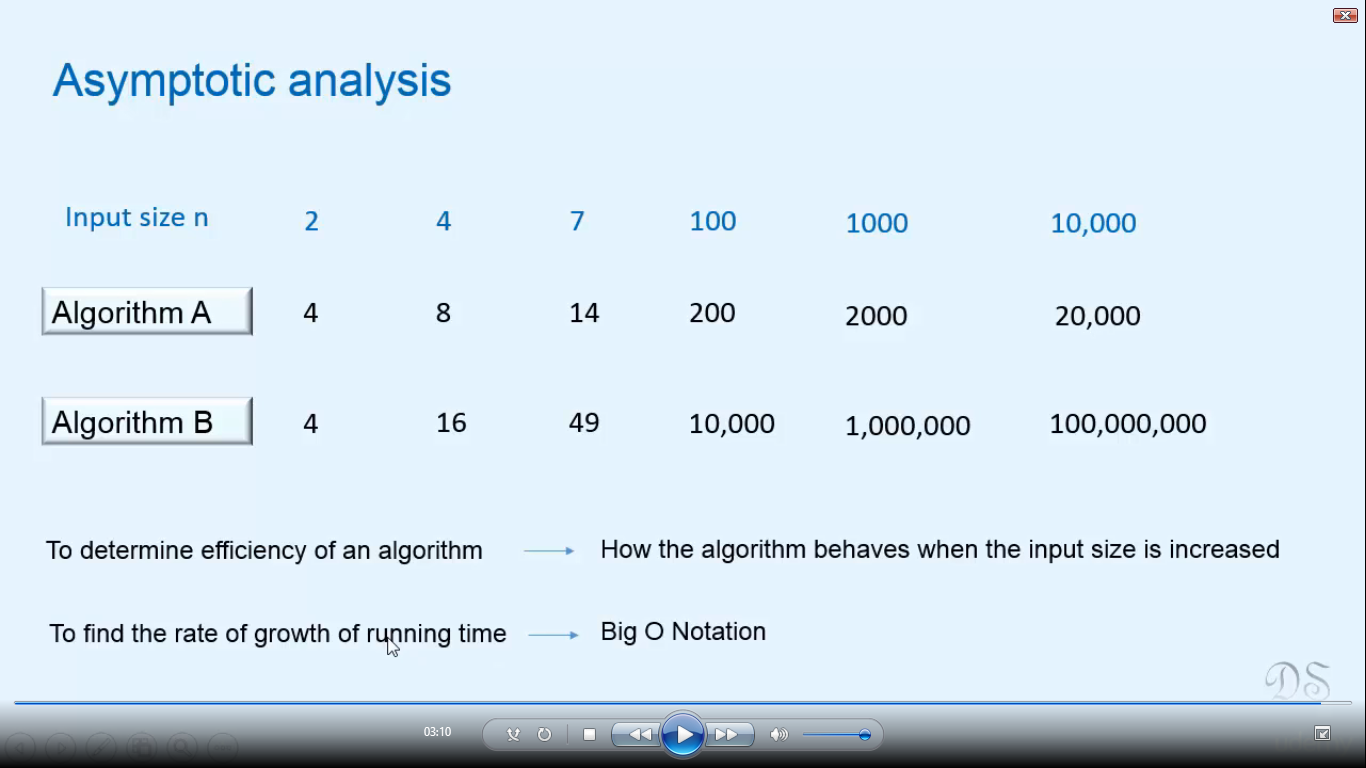 Asymptotic analysis
Input size n 2 4 7 100 1000 10,000
Algorithm A 4 8 14 200 2000 20,000
Algorithm B 4 16 49 10,000 1,000,000 100,000,000
To determine efficiency of an algorithm How the algorithm behaves when the input size is increased
To find the rate of growth of running time Big O Notation
DS
03:10